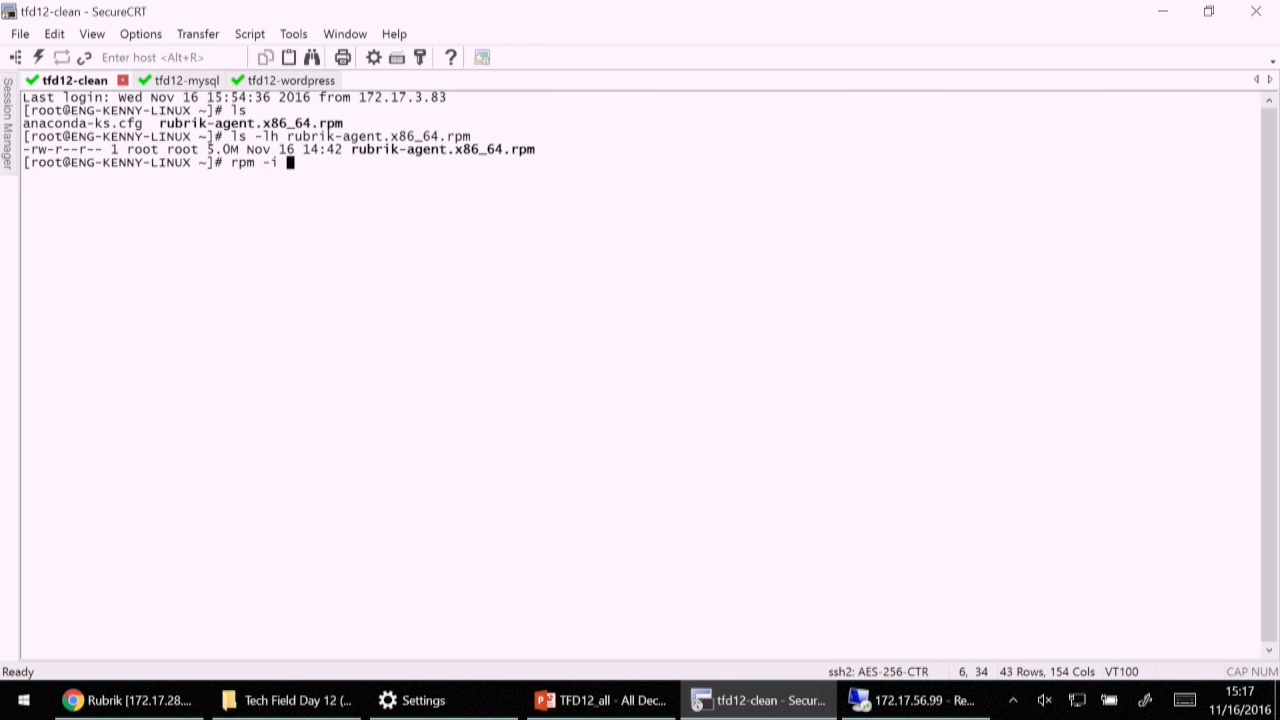 tfd12-clean - SecureCRT
File Edit View Options Transfer Script Tools Window Help
Enter host <Alt+R>
tfd12-clean tfd12-mysql tfd12-wordpress
Session Manager
Last login: Wed Nov 16 15:54:36 2016 from 172.17.3.83
[root@ENG-KENNY-LINUX ~]# ls
anaconda-ks.cfg  rubrik-agent.x86_64.rpm
[root@ENG-KENNY-LINUX ~]# ls -lh rubrik-agent.x86_64.rpm
-rw-r--r-- 1 root root 5.0M Nov 16 14:42 rubrik-agent.x86_64.rpm
[root@ENG-KENNY-LINUX ~]# rpm -i
Ready ssh2: AES-256-CTR 6, 34 43 Rows, 154 Cols VT100 CAP NUM
Rubrik [172.17.28.... Tech Field Day 12 (... Settings TFD12_all - All Dec... tfd12-clean - Secur... 172.17.56.99 - Re... 15:17
11/16/2016